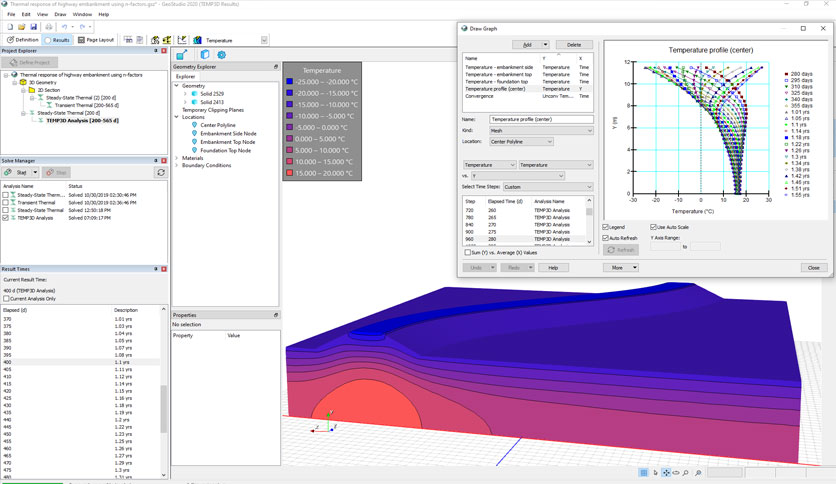 Thermal response of highway embankment using n-factors.gsz* - GeoStudio 2020 (TEMP3D Results)
File Edit View Draw Window Help
Definition Results Page Layout Temperature
Project Explorer
Define Project
Thermal response of highway embankment using n-factors
3D Geometry
2D Section
Steady-State Thermal (2) [200 d]
Transient Thermal [200-565 d]
Steady-State Thermal [200 d]
TEMP3D Analysis [200-565 d]
Solve Manager
Start Stop
Analysis Name Status
Steady-State Therm... Solved 10/30/2019 02:30:46 PM
Transient Thermal Solved 10/30/2019 02:36:46 PM
Steady-State Thermal Solved 12:50:18 PM
TEMP3D Analysis Solved 07:09:17 PM
Result Times
Current Result Time:
400 d (TEMP3D Analysis)
Current Analysis Only
Elapsed (d) Description
370 1.01 yrs
375 1.03 yrs
380 1.04 yrs
385 1.05 yrs
390 1.07 yrs
395 1.08 yrs
400 1.1 yrs
405 1.11 yrs
410 1.12 yrs
415 1.14 yrs
420 1.15 yrs
425 1.16 yrs
430 1.18 yrs
435 1.19 yrs
440 1.2 yrs
445 1.22 yrs
450 1.23 yrs
455 1.25 yrs
460 1.26 yrs
465 1.27 yrs
470 1.29 yrs
475 1.3 yrs
480 1.31 yrs
Geometry Explorer
Explorer
Geometry
Solid 2529
Solid 2413
Temporary Clipping Planes
Locations
Center Polyline
Embankment Side Node
Embankment Top Node
Foundation Top Node
Materials
Boundary Conditions
Properties
No selection
Property Value
Temperature
-25.000 ... -20.000 °C
-20.000 ... -15.000 °C
-15.000 ... -10.000 °C
-10.000 ... -5.000 °C
-5.000 ... 0.000 °C
0.000 ... 5.000 °C
5.000 ... 10.000 °C
10.000 ... 15.000 °C
15.000 ... 20.000 °C
Draw Graph
Add Delete
Name Y X
Temperature - embankment side Temperature Time
Temperature - embankment top Temperature Time
Temperature - foundation top Temperature Time
Temperature profile (center) Temperature Y
Convergence Unconv Tem... Time
Name: Temperature profile (center)
Kind: Mesh
Location: Center Polyline
Temperature Temperature
vs. Y
Select Time Steps: Custom
Step Elapsed Time (d) Analysis Name
720 260 TEMP3D Analysis
780 265 TEMP3D Analysis
840 270 TEMP3D Analysis
900 275 TEMP3D Analysis
960 280 TEMP3D Analysis
Sum (Y) vs. Average (X) Values
Undo Redo Help
Temperature profile (center)
Y (m)
12
10
8
6
4
2
0
-30 -20 -10 0 10 20 30
Temperature (°C)
280 days
295 days
310 days
325 days
340 days
355 days
1.01 yrs
1.05 yrs
1.1 yrs
1.14 yrs
1.18 yrs
1.22 yrs
1.26 yrs
1.3 yrs
1.34 yrs
1.38 yrs
1.42 yrs
1.46 yrs
1.51 yrs
1.55 yrs
Legend Use Auto Scale
Auto Refresh Y Axis Range:
Refresh to
More Close